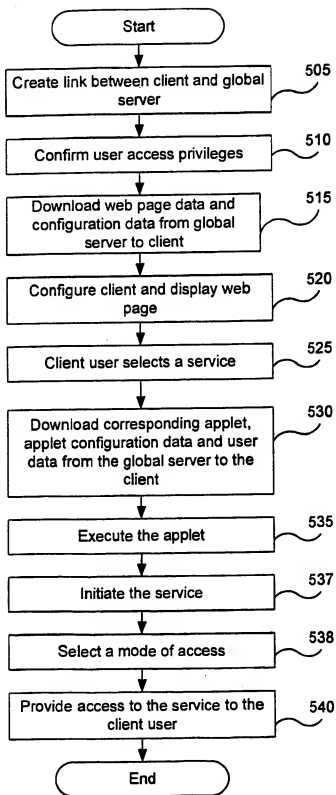 Start
Create link between client and global
server
505
Confirm user access privileges
510
Download web page data and
configuration data from global
server to client
515
Configure client and display web
page
520
Client user selects a service
525
Download corresponding applet,
applet configuration data and user
data from the global server to the
client
530
Execute the applet
535
Initiate the service
537
Select a mode of access
538
Provide access to the service to the
client user
540
End